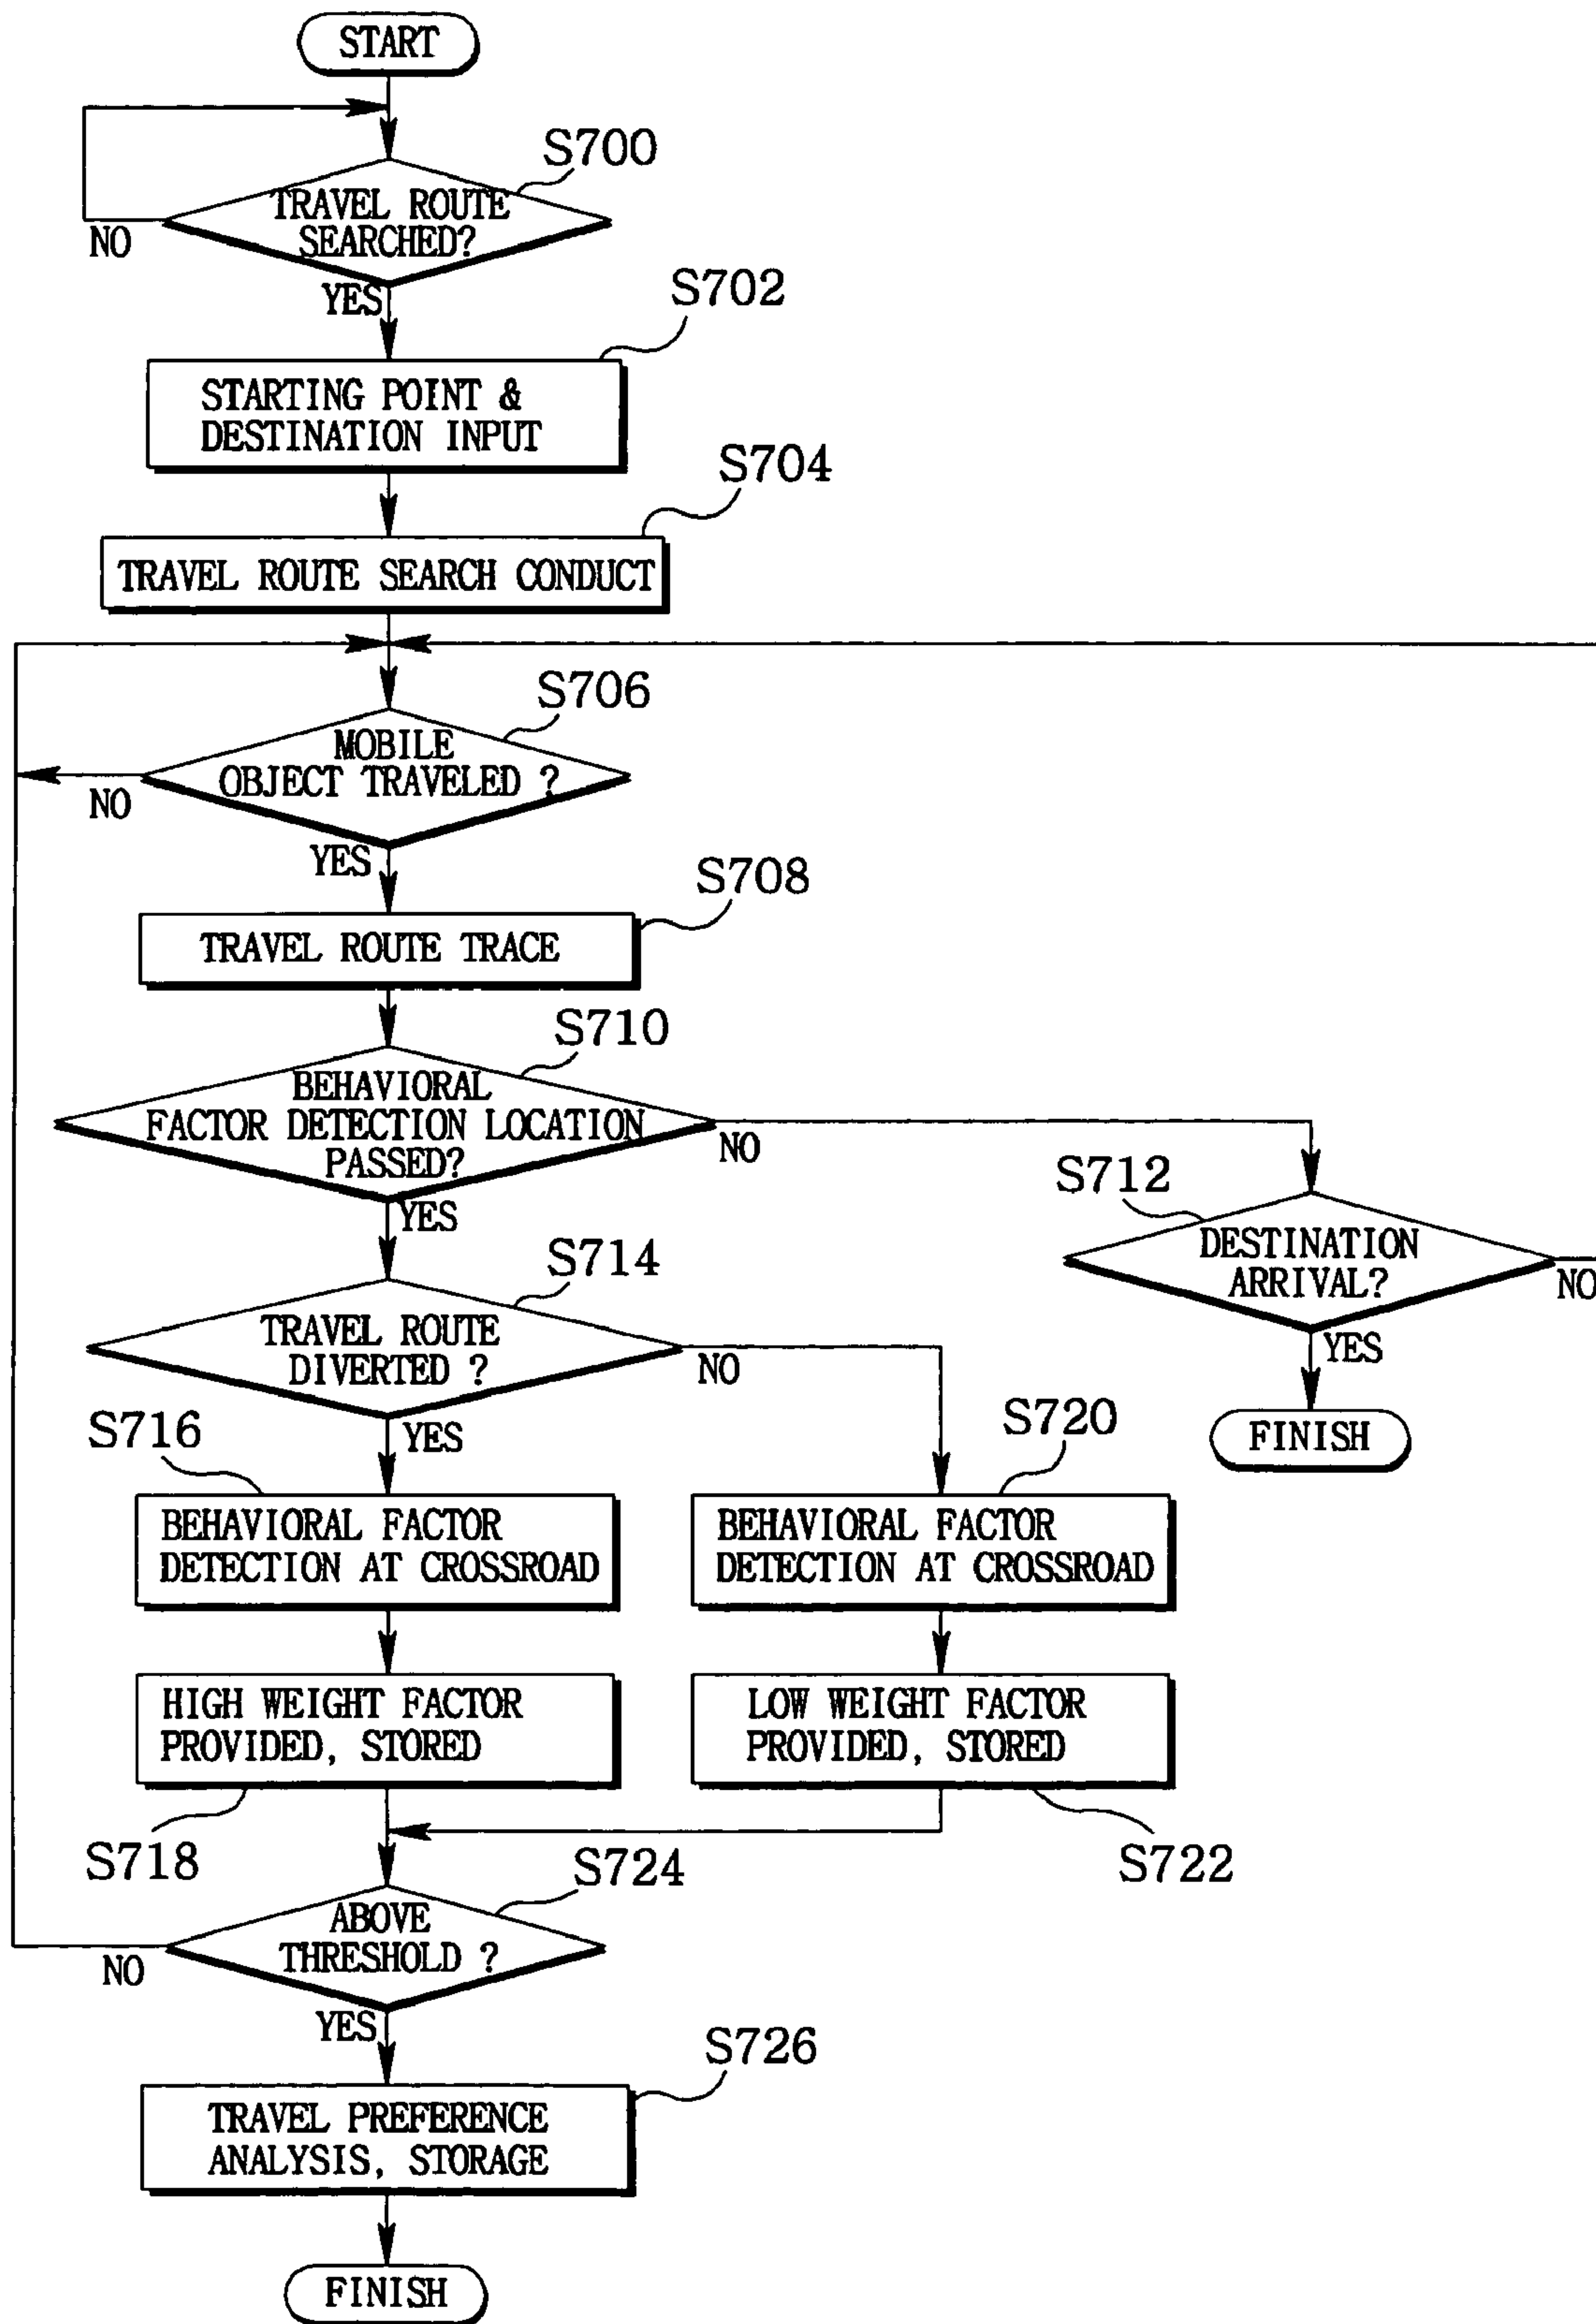 START
S700
TRAVEL ROUTE
SEARCHED?
NO
YES
S702
STARTING POINT &
DESTINATION INPUT
S704
TRAVEL ROUTE SEARCH CONDUCT
S706
MOBILE
OBJECT TRAVELED ?
NO
YES
S708
TRAVEL ROUTE TRACE
S710
BEHAVIORAL
FACTOR DETECTION LOCATION
PASSED?
NO
YES
S712
DESTINATION
ARRIVAL?
NO
YES
FINISH
S714
TRAVEL ROUTE
DIVERTED ?
NO
YES
S716
BEHAVIORAL FACTOR
DETECTION AT CROSSROAD
S720
BEHAVIORAL FACTOR
DETECTION AT CROSSROAD
HIGH WEIGHT FACTOR
PROVIDED, STORED
S718
LOW WEIGHT FACTOR
PROVIDED, STORED
S722
S724
ABOVE
THRESHOLD ?
NO
YES
S726
TRAVEL PREFERENCE
ANALYSIS, STORAGE
FINISH